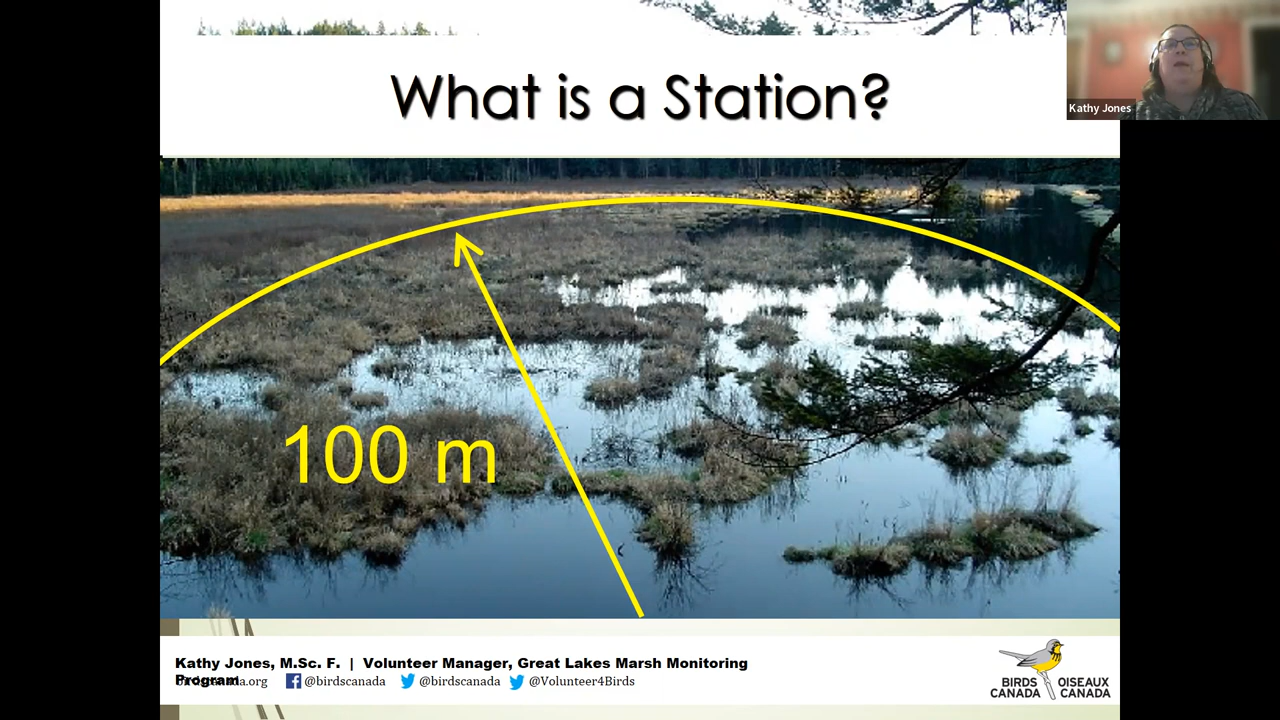 What is a Station?
Kathy Jones
100 m
Kathy Jones, M.Sc. F. | Volunteer Manager, Great Lakes Marsh Monitoring
Program
@birdscanada @birdscanada @Volunteer4Birds
BIRDS CANADA
OISEAUX CANADA